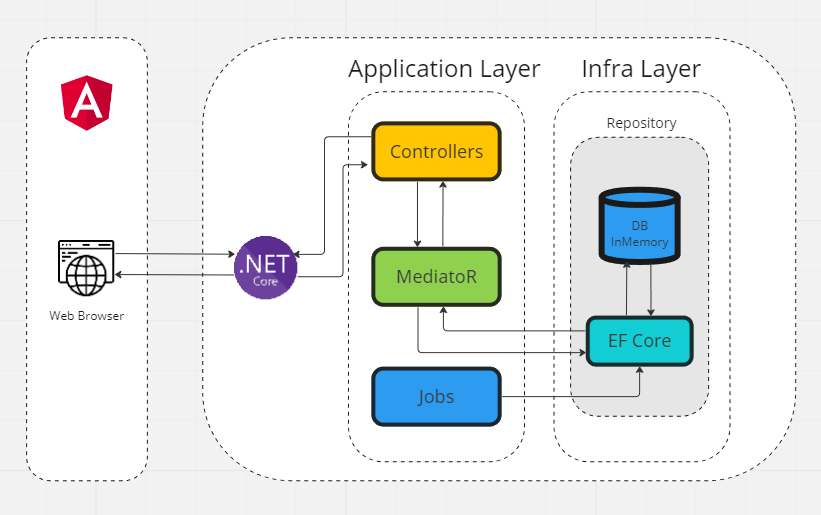 Application Layer
Infra Layer
Repository
Controllers
DB
InMemory
.NET
Core
MediatoR
Web Browser
EF Core
Jobs